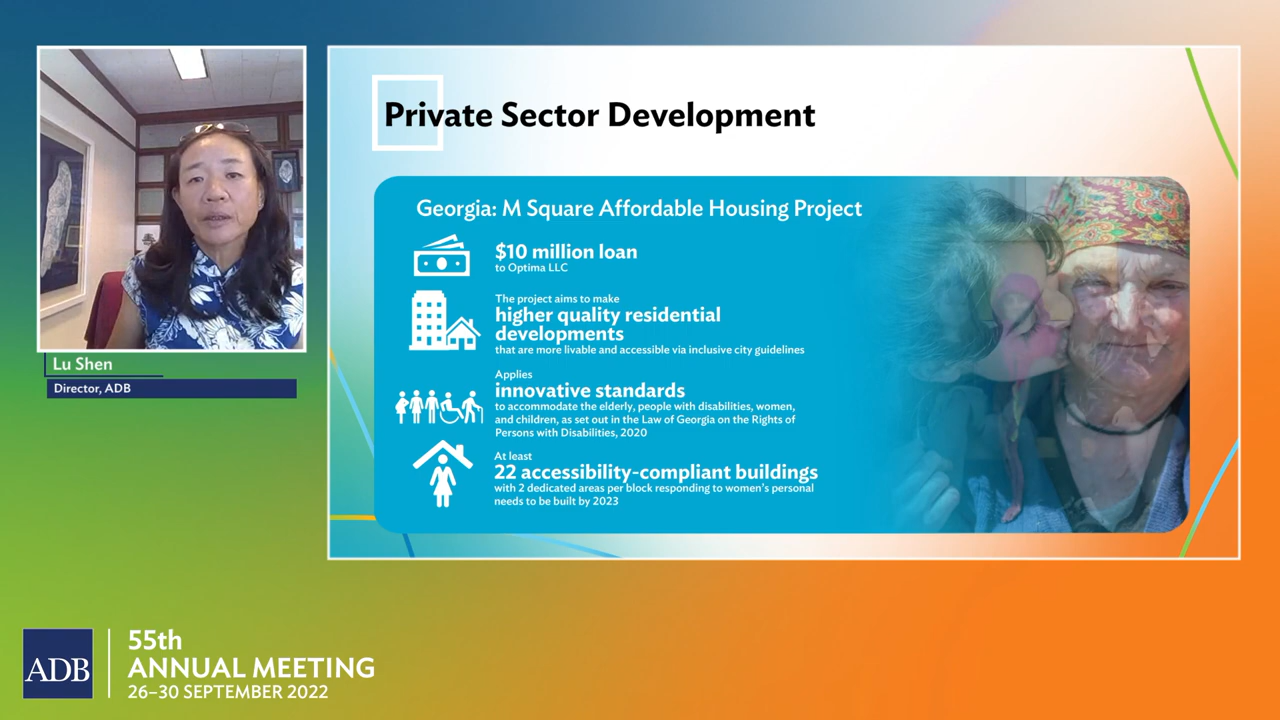 Private Sector Development
Georgia: M Square Affordable Housing Project
$10 million loan
to Optima LLC
The project aims to make
higher quality residential
developments
that are more livable and accessible via inclusive city guidelines
Applies
innovative standards
to accommodate the elderly, people with disabilities, women,
and children, as set out in the Law of Georgia on the Rights of
Persons with Disabilities, 2020
At least
22 accessibility-compliant buildings
with 2 dedicated areas per block responding to women's personal
needs to be built by 2023
Lu Shen
Director, ADB
ADB
55th
ANNUAL MEETING
26–30 SEPTEMBER 2022